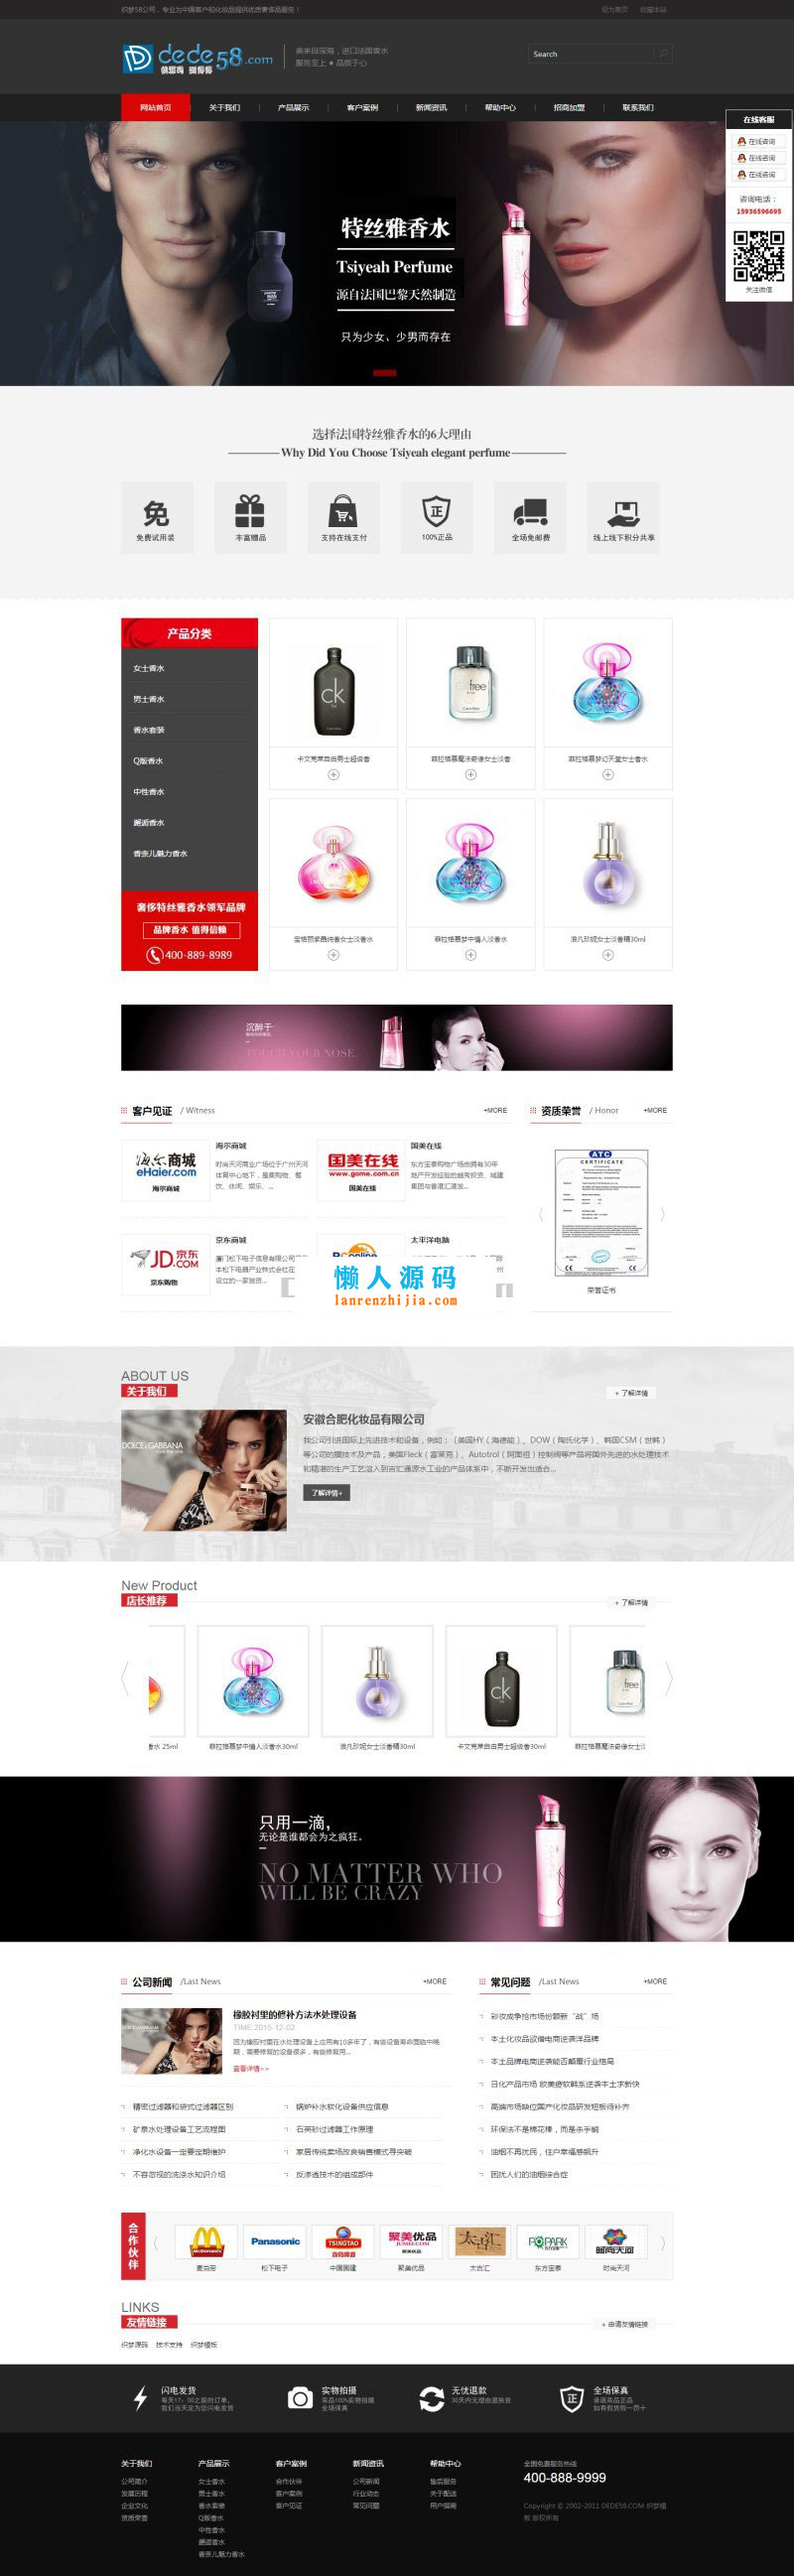 织梦58公司，专业为中国客户和化妆品提供优质奢侈品服务！
设为首页 收藏本站
dede58.com
美来自深海，进口法国香水
服务至上 ● 品质于心
Search
网站首页 关于我们 产品展示 客户案例 新闻资讯 帮助中心 招商加盟 联系我们
在线客服
在线咨询
在线咨询
在线咨询
咨询电话：
15936596695
关注微信
特丝雅香水
Tsiyeah Perfume
源自法国巴黎天然制造
只为少女、少男而存在
选择法国特丝雅香水的6大理由
Why Did You Choose Tsiyeah elegant perfume
免
免费试用装
丰富赠品
支持在线支付
正
100%正品
全场免邮费
线上线下积分共享
产品分类
女士香水
男士香水
香水套装
Q版香水
中性香水
邂逅香水
香奈儿魅力香水
奢侈特丝雅香水领军品牌
品牌香水 值得信赖
400-889-8989
ck
卡文克莱自由男士超级香
free
菲拉格慕魔法奇缘女士淡香
菲拉格慕梦幻天堂女士香水
菲拉格慕梦中情人淡香水
浪凡珍妮女士淡香精30ml
沉醉于
TOUCH YOUR NOSE.
客户见证 / Witness +MORE
海尔商城
eHaier.com
海尔商城
海尔商城
时尚天河商业广场位于广州天河
体育中心地下，是集购物、餐
饮、休闲、娱乐、...
国美在线
www.gome.com.cn
国美在线
国美在线
东方宝泰购物广场由拥有30年
地产开发经验的越秀投资、城建
集团与香港汇通发...
JD.京东
JD.COM
京东购物
京东商城
厦门松下电子信息有限公司
本松下电器产业株式会社在
设立的一家独资...
太平洋电脑
懒人源码
lanrenzhijia.com
资质荣誉 / Honor +MORE
ATC
CERTIFICATE
荣誉证书
ABOUT US
关于我们
+ 了解详情
DOLCE&GABBANA
安徽合肥化妆品有限公司
我公司引进国际上先进技术和设备，例如：（美国HY（海德能）、DOW（陶氏化学）、韩国CSM（世韩）
等公司的膜技术及产品，美国Fleck（富莱克）、Autotrol（阿图祖）控制阀等产品将国外先进的水处理技术
和精湛的生产工艺溶入到吉汇通源水工业的产品体系中，不断开发出适合...
了解详情+
New Product
店长推荐
+ 了解详情
香水 25ml
菲拉格慕梦中情人淡香水30ml
浪凡珍妮女士淡香精30ml
卡文克莱自由男士超级香30ml
菲拉格慕魔法奇缘女士
只用一滴，
无论是谁都会为之疯狂。
NO MATTER WHO
WILL BE CRAZY
公司新闻 /Last News +MORE
DOLCE&GABBANA
橡胶衬里的修补方法水处理设备
TIME:2015-12-02
因为橡胶衬里在水处理设备上应用有10多年了，有些设备寿命面临中晚
期，需要修复的设备很多，有些修复用...
查看详情>>
精密过滤器和袋式过滤器区别
锅炉补水软化设备供应信息
矿泉水处理设备工艺流程图
石英砂过滤器工作原理
净化水设备一定要定期维护
家居传统卖场改良销售模式寻突破
不容忽视的洗涤水知识介绍
反渗透技术的组成部件
常见问题 /Last News +MORE
彩妆成争抢市场份额新“战”场
本土化妆品欲借电商逆袭洋品牌
本土品牌电商逆袭能否颠覆行业格局
日化产品市场 欧美疲软韩系逆袭本土求新快
高端市场缺位国产化妆品研发短板待补齐
环保法不是棉花棒，而是杀手锏
油烟不再扰民，住户幸福感飙升
困扰人们的油烟综合症
合作伙伴
McDonald's
麦当劳
Panasonic
松下电子
TSINGTAO
中国国建
聚美优品
JUMEI.COM
聚美优品
太古汇
太古汇
POPARK
东方宝泰
时尚天河
时尚天河
LINKS
友情链接
+ 申请友情链接
织梦源码 技术支持 织梦模板
闪电发货
每天17：00之前的订单，
我们当天定为您闪电发货
实物拍摄
商品100%实物拍摄
全场保真
无忧退款
30天内无理由退换货
正
全场保真
承诺商品正品
如有假货假一罚十
关于我们
公司简介
发展历程
企业文化
资质荣誉
产品展示
女士香水
男士香水
香水套装
Q版香水
中性香水
邂逅香水
香奈儿魅力香水
客户案例
合作伙伴
客户案例
客户见证
新闻资讯
公司新闻
行业动态
常见问题
帮助中心
售后服务
关于配送
用户指南
全国免费服务热线
400-888-9999
Copyright © 2002-2011 DEDE58.COM 织梦模
板 版权所有